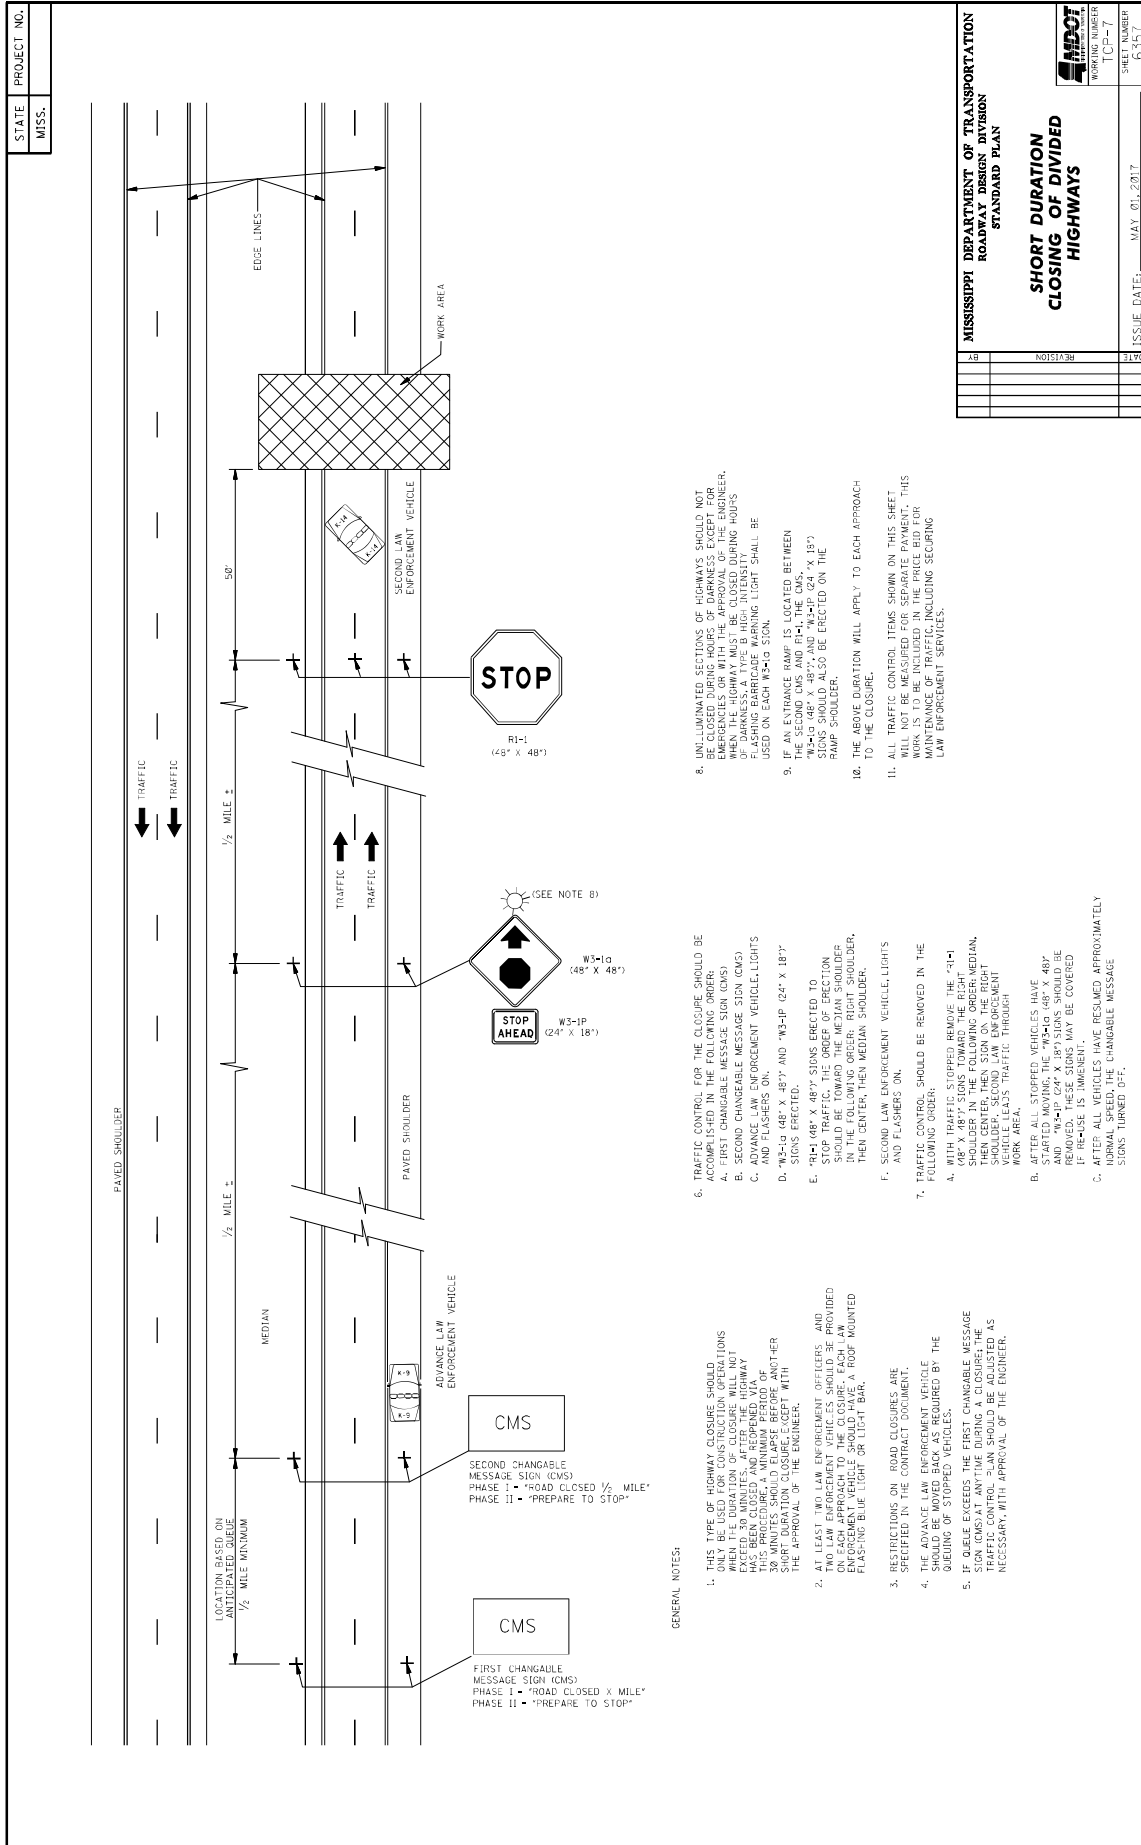 STATE
PROJECT NO.
MISS.
EDGE LINES
PAVED SHOULDER
TRAFFIC
TRAFFIC
LOCATION BASED ON
ANTICIPATED QUEUE
1/2 MILE MINIMUM
1/2 MILE ±
1/2 MILE ±
50'
MEDIAN
TRAFFIC
TRAFFIC
WORK AREA
PAVED SHOULDER
K-9
K-9
ADVANCE LAW
ENFORCEMENT VEHICLE
K-14
K-14
SECOND LAW
ENFORCEMENT VEHICLE
CMS
FIRST CHANGABLE
MESSAGE SIGN (CMS)
PHASE I - "ROAD CLOSED X MILE"
PHASE II - "PREPARE TO STOP"
CMS
SECOND CHANGABLE
MESSAGE SIGN (CMS)
PHASE I - "ROAD CLOSED 1/2 MILE"
PHASE II - "PREPARE TO STOP"
STOP
AHEAD
W3-1P
(24" X 18")
W3-1a
(48" X 48")
(SEE NOTE 8)
STOP
R1-1
(48" X 48")
GENERAL NOTES:
1. THIS TYPE OF HIGHWAY CLOSURE SHOULD
ONLY BE USED FOR CONSTRUCTION OPERATIONS
WHEN THE DURATION OF CLOSURE WILL NOT
EXCEED 30 MINUTES. AFTER THE HIGHWAY
HAS BEEN CLOSED AND REOPENED VIA
THIS PROCEDURE, A MINIMUM PERIOD OF
30 MINUTES SHOULD ELAPSE BEFORE ANOTHER
SHORT DURATION CLOSURE, EXCEPT WITH
THE APPROVAL OF THE ENGINEER.
2. AT LEAST TWO LAW ENFORCEMENT OFFICERS AND
TWO LAW ENFORCEMENT VEHICLES SHOULD BE PROVIDED
ON EACH APPROACH TO THE CLOSURE. EACH LAW
ENFORCEMENT VEHICLE SHOULD HAVE A ROOF MOUNTED
FLASHING BLUE LIGHT OR LIGHT BAR.
3. RESTRICTIONS ON ROAD CLOSURES ARE
SPECIFIED IN THE CONTRACT DOCUMENT.
4. THE ADVANCE LAW ENFORCEMENT VEHICLE
SHOULD BE MOVED BACK AS REQUIRED BY THE
QUEUING OF STOPPED VEHICLES.
5. IF QUEUE EXCEEDS THE FIRST CHANGABLE MESSAGE
SIGN (CMS) AT ANYTIME DURING A CLOSURE; THE
TRAFFIC CONTROL PLAN SHOULD BE ADJUSTED AS
NECESSARY, WITH APPROVAL OF THE ENGINEER.
6. TRAFFIC CONTROL FOR THE CLOSURE SHOULD BE
ACCOMPLISHED IN THE FOLLOWING ORDER:
A. FIRST CHANGABLE MESSAGE SIGN (CMS)
B. SECOND CHANGEABLE MESSAGE SIGN (CMS)
C. ADVANCE LAW ENFORCEMENT VEHICLE, LIGHTS
AND FLASHERS ON.
D. "W3-1a (48" X 48")" AND "W3-1P (24" X 18")"
SIGNS ERECTED.
E. "R1-1 (48" X 48")" SIGNS ERECTED TO
STOP TRAFFIC. THE ORDER OF ERECTION
SHOULD BE TOWARD THE MEDIAN SHOULDER
IN THE FOLLOWING ORDER: RIGHT SHOULDER,
THEN CENTER, THEN MEDIAN SHOULDER.
F. SECOND LAW ENFORCEMENT VEHICLE, LIGHTS
AND FLASHERS ON.
7. TRAFFIC CONTROL SHOULD BE REMOVED IN THE
FOLLOWING ORDER:
A. WITH TRAFFIC STOPPED REMOVE THE "R1-1
(48" X 48")" SIGNS TOWARD THE RIGHT
SHOULDER IN THE FOLLOWING ORDER: MEDIAN,
THEN CENTER, THEN SIGN ON THE RIGHT
SHOULDER. SECOND LAW ENFORCEMENT
VEHICLE LEADS TRAFFIC THROUGH
WORK AREA.
B. AFTER ALL STOPPED VEHICLES HAVE
STARTED MOVING, THE "W3-1a (48" X 48)"
AND "W3-1P (24" X 18") SIGNS SHOULD BE
REMOVED. THESE SIGNS MAY BE COVERED
IF RE-USE IS IMMENENT.
C. AFTER ALL VEHICLES HAVE RESUMED APPROXIMATELY
NORMAL SPEED, THE CHANGABLE MESSAGE
SIGNS TURNED OFF.
8. UNILLUMINATED SECTIONS OF HIGHWAYS SHOULD NOT
BE CLOSED DURING HOURS OF DARKNESS EXCEPT FOR
EMERGENCIES OR WITH THE APPROVAL OF THE ENGINEER.
WHEN THE HIGHWAY MUST BE CLOSED DURING HOURS
OF DARKNESS, A TYPE B HIGH INTENSITY
FLASHING BARRICADE WARNING LIGHT SHALL BE
USED ON EACH W3-1a SIGN.
9. IF AN ENTRANCE RAMP IS LOCATED BETWEEN
THE SECOND CMS AND R1-1, THE CMS,
"W3-1a (48" X 48")", AND "W3-1P (24 "X 18")
SIGNS SHOULD ALSO BE ERECTED ON THE
RAMP SHOULDER.
10. THE ABOVE DURATION WILL APPLY TO EACH APPROACH
TO THE CLOSURE.
11. ALL TRAFFIC CONTROL ITEMS SHOWN ON THIS SHEET
WILL NOT BE MEASURED FOR SEPARATE PAYMENT. THIS
WORK IS TO BE INCLUDED IN THE PRICE BID FOR
MAINTENANCE OF TRAFFIC, INCLUDING SECURING
LAW ENFORCEMENT SERVICES.
BY
REVISION
DATE
MISSISSIPPI DEPARTMENT OF TRANSPORTATION
ROADWAY DESIGN DIVISION
STANDARD PLAN
SHORT DURATION
CLOSING OF DIVIDED
HIGHWAYS
ISSUE DATE: MAY 01, 2017
MDOT
WORKING NUMBER
TCP-7
SHEET NUMBER
6357